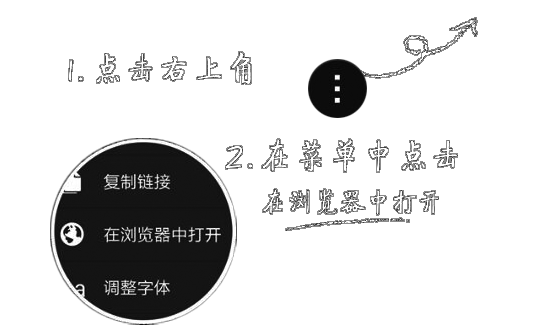 1.点击右上角
2.在菜单中点击
在浏览器中打开
复制链接
在浏览器中打开
调整字体